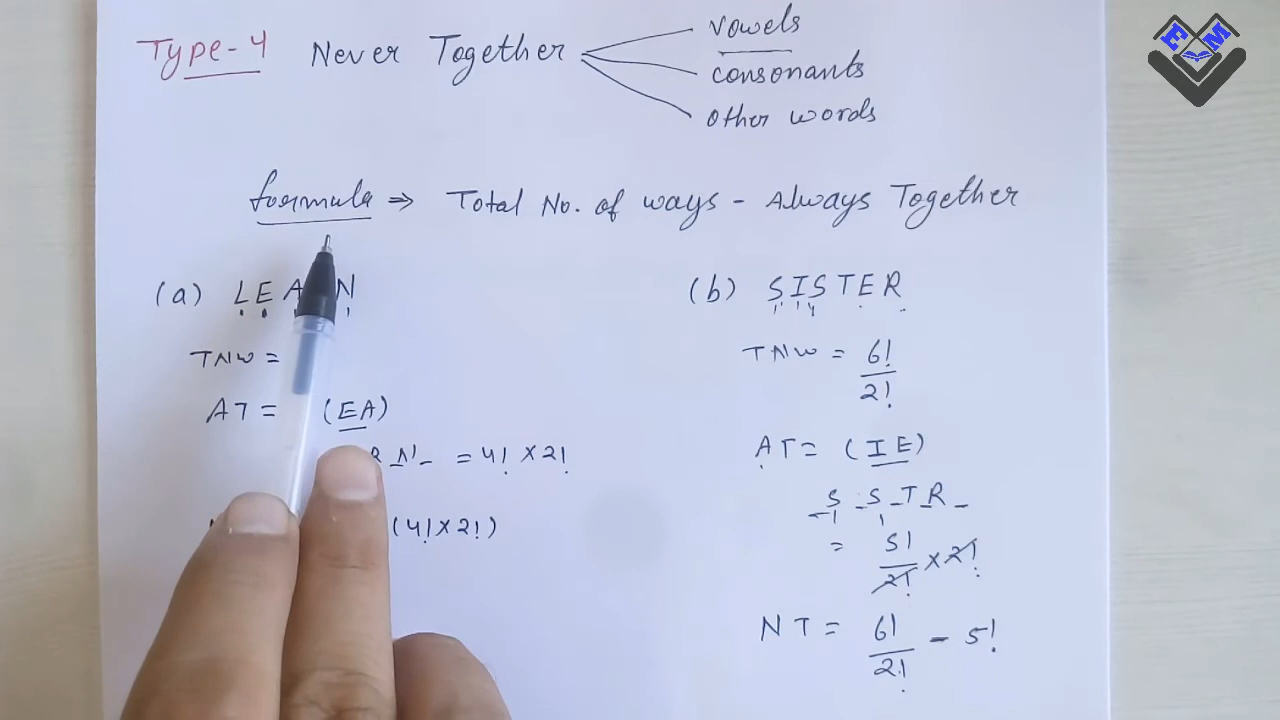 Type-4 Never Together
vowels
consonants
other words
formula ⇒ Total No. of ways - Always Together
(a) LEA N
TNW =
AT = (EA)
R N = 4! × 2!
(4! × 2!)
(b) SISTER
TNW = 6!
2!
AT = (IE)
S S T R
= 5!
2! × 2!
NT = 6!
2! - 5!
EM